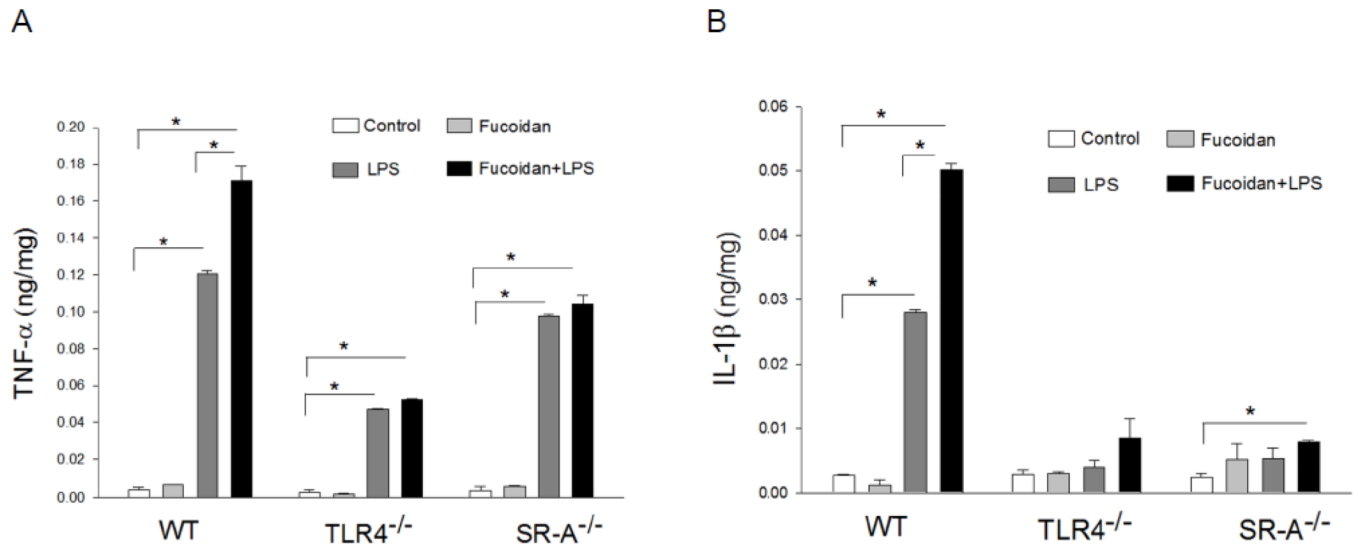 A
TNF-α (ng/mg)
0.20
0.18
0.16
0.14
0.12
0.10
0.08
0.06
0.04
0.02
0.00
Control
Fucoidan
LPS
Fucoidan+LPS
*
*
*
*
*
*
*
WT
TLR4-/-
SR-A-/-
B
IL-1β (ng/mg)
0.06
0.05
0.04
0.03
0.02
0.01
0.00
Control
Fucoidan
LPS
Fucoidan+LPS
*
*
*
*
WT
TLR4-/-
SR-A-/-